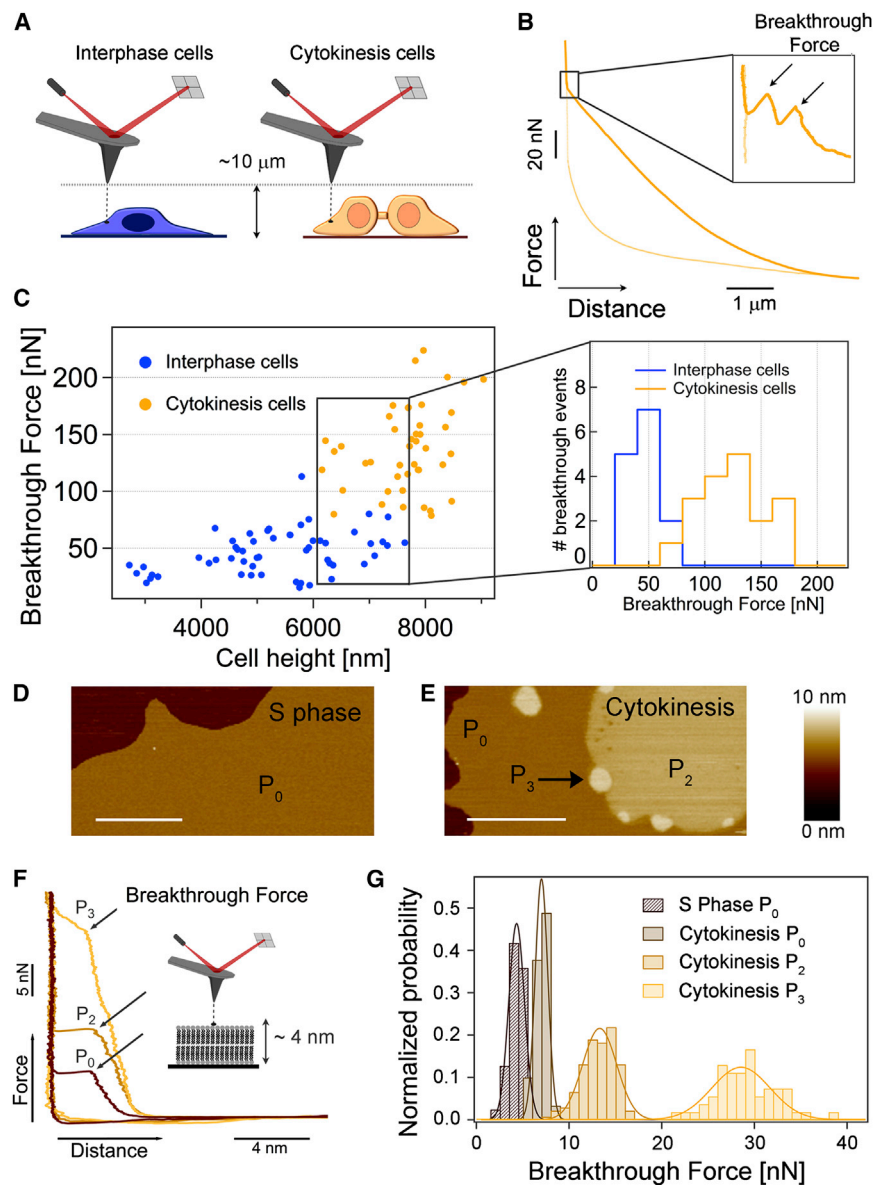 A
Interphase cells
Cytokinesis cells
~10 μm
B
Breakthrough
Force
20 nN
Force
Distance
1 μm
C
Breakthrough Force [nN]
200
150
100
50
Interphase cells
Cytokinesis cells
4000 6000 8000
Cell height [nm]
# breakthrough events
8
6
4
2
0
Interphase cells
Cytokinesis cells
0 50 100 150 200
Breakthrough Force [nN]
D
S phase
P0
E
Cytokinesis
P0
P3
P2
10 nm
0 nm
F
Breakthrough Force
P3
P2
P0
5 nN
Force
~ 4 nm
Distance
4 nm
G
Normalized probability
0.5
0.4
0.3
0.2
0.1
0.0
S Phase P0
Cytokinesis P0
Cytokinesis P2
Cytokinesis P3
0 10 20 30 40
Breakthrough Force [nN]